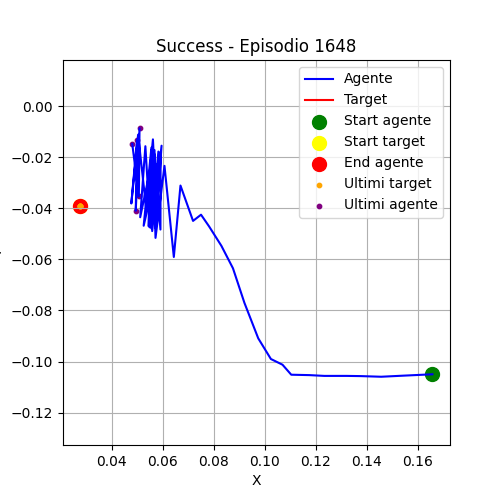 Success - Episodio 1648
Agente
Target
Start agente
Start target
End agente
Ultimi target
Ultimi agente
0.00
−0.02
−0.04
−0.06
−0.08
−0.10
−0.12
0.04 0.06 0.08 0.10 0.12 0.14 0.16
X